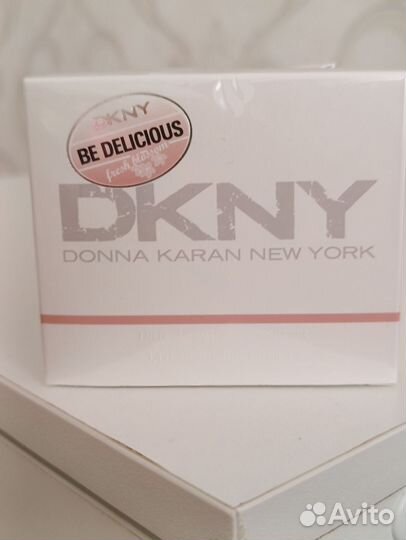 DKNY
BE DELICIOUS
fresh blossom
DKNY
DONNA KARAN NEW YORK
Avito